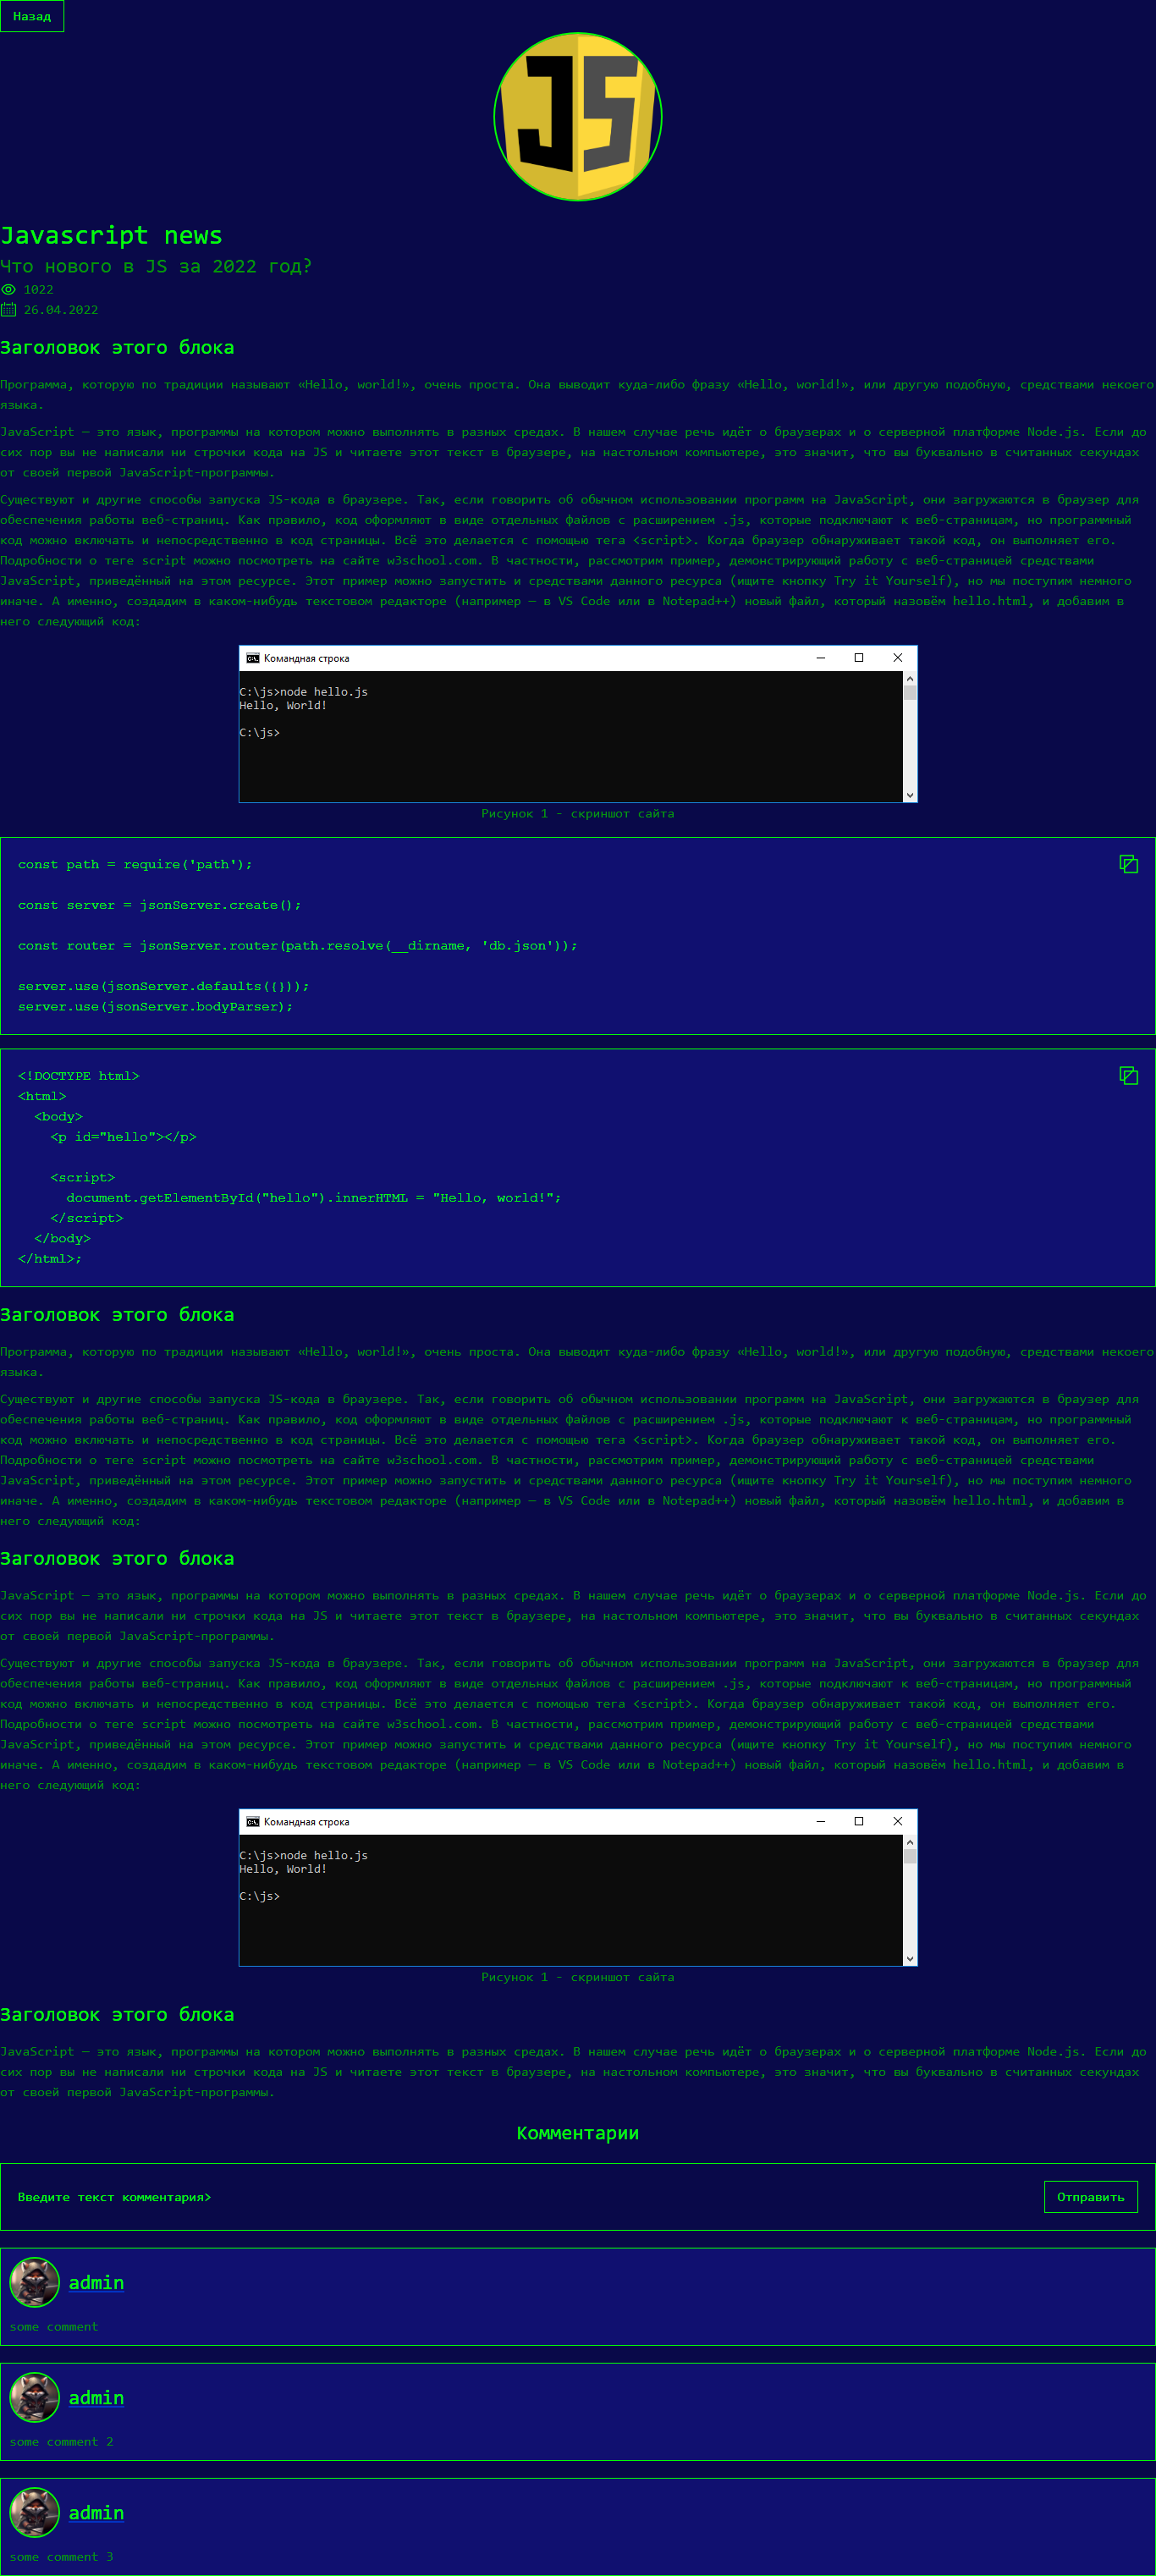 Назад
JS
Javascript news
Что нового в JS за 2022 год?
1022
26.04.2022
Заголовок этого блока
Программа, которую по традиции называют «Hello, world!», очень проста. Она выводит куда-либо фразу «Hello, world!», или другую подобную, средствами некоего
языка.
JavaScript — это язык, программы на котором можно выполнять в разных средах. В нашем случае речь идёт о браузерах и о серверной платформе Node.js. Если до
сих пор вы не написали ни строчки кода на JS и читаете этот текст в браузере, на настольном компьютере, это значит, что вы буквально в считанных секундах
от своей первой JavaScript-программы.
Существуют и другие способы запуска JS-кода в браузере. Так, если говорить об обычном использовании программ на JavaScript, они загружаются в браузер для
обеспечения работы веб-страниц. Как правило, код оформляют в виде отдельных файлов с расширением .js, которые подключают к веб-страницам, но программный
код можно включать и непосредственно в код страницы. Всё это делается с помощью тега <script>. Когда браузер обнаруживает такой код, он выполняет его.
Подробности о теге script можно посмотреть на сайте w3school.com. В частности, рассмотрим пример, демонстрирующий работу с веб-страницей средствами
JavaScript, приведённый на этом ресурсе. Этот пример можно запустить и средствами данного ресурса (ищите кнопку Try it Yourself), но мы поступим немного
иначе. А именно, создадим в каком-нибудь текстовом редакторе (например — в VS Code или в Notepad++) новый файл, который назовём hello.html, и добавим в
него следующий код:
Командная строка
C:\js>node hello.js
Hello, World!
C:\js>
Рисунок 1 - скриншот сайта
const path = require('path');
const server = jsonServer.create();
const router = jsonServer.router(path.resolve(__dirname, 'db.json'));
server.use(jsonServer.defaults({}));
server.use(jsonServer.bodyParser);
<!DOCTYPE html>
<html>
<body>
<p id="hello"></p>
<script>
document.getElementById("hello").innerHTML = "Hello, world!";
</script>
</body>
</html>;
Заголовок этого блока
Программа, которую по традиции называют «Hello, world!», очень проста. Она выводит куда-либо фразу «Hello, world!», или другую подобную, средствами некоего
языка.
Существуют и другие способы запуска JS-кода в браузере. Так, если говорить об обычном использовании программ на JavaScript, они загружаются в браузер для
обеспечения работы веб-страниц. Как правило, код оформляют в виде отдельных файлов с расширением .js, которые подключают к веб-страницам, но программный
код можно включать и непосредственно в код страницы. Всё это делается с помощью тега <script>. Когда браузер обнаруживает такой код, он выполняет его.
Подробности о теге script можно посмотреть на сайте w3school.com. В частности, рассмотрим пример, демонстрирующий работу с веб-страницей средствами
JavaScript, приведённый на этом ресурсе. Этот пример можно запустить и средствами данного ресурса (ищите кнопку Try it Yourself), но мы поступим немного
иначе. А именно, создадим в каком-нибудь текстовом редакторе (например — в VS Code или в Notepad++) новый файл, который назовём hello.html, и добавим в
него следующий код:
Заголовок этого блока
JavaScript — это язык, программы на котором можно выполнять в разных средах. В нашем случае речь идёт о браузерах и о серверной платформе Node.js. Если до
сих пор вы не написали ни строчки кода на JS и читаете этот текст в браузере, на настольном компьютере, это значит, что вы буквально в считанных секундах
от своей первой JavaScript-программы.
Существуют и другие способы запуска JS-кода в браузере. Так, если говорить об обычном использовании программ на JavaScript, они загружаются в браузер для
обеспечения работы веб-страниц. Как правило, код оформляют в виде отдельных файлов с расширением .js, которые подключают к веб-страницам, но программный
код можно включать и непосредственно в код страницы. Всё это делается с помощью тега <script>. Когда браузер обнаруживает такой код, он выполняет его.
Подробности о теге script можно посмотреть на сайте w3school.com. В частности, рассмотрим пример, демонстрирующий работу с веб-страницей средствами
JavaScript, приведённый на этом ресурсе. Этот пример можно запустить и средствами данного ресурса (ищите кнопку Try it Yourself), но мы поступим немного
иначе. А именно, создадим в каком-нибудь текстовом редакторе (например — в VS Code или в Notepad++) новый файл, который назовём hello.html, и добавим в
него следующий код:
Командная строка
C:\js>node hello.js
Hello, World!
C:\js>
Рисунок 1 - скриншот сайта
Заголовок этого блока
JavaScript — это язык, программы на котором можно выполнять в разных средах. В нашем случае речь идёт о браузерах и о серверной платформе Node.js. Если до
сих пор вы не написали ни строчки кода на JS и читаете этот текст в браузере, на настольном компьютере, это значит, что вы буквально в считанных секундах
от своей первой JavaScript-программы.
Комментарии
Введите текст комментария>
Отправить
admin
some comment
admin
some comment 2
admin
some comment 3